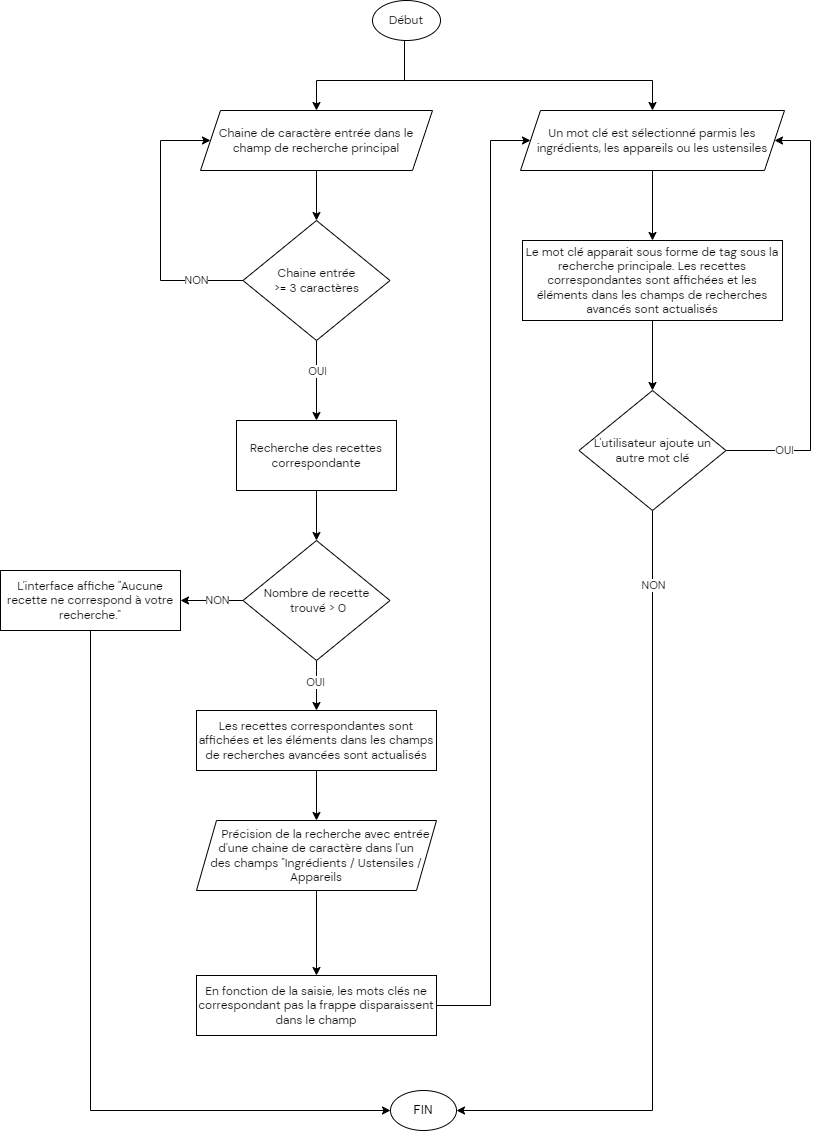 Début
Chaine de caractère entrée dans le
champ de recherche principal
Un mot clé est sélectionné parmis les
ingrédients, les appareils ou les ustensiles
Chaine entrée
>= 3 caractères
NON
OUI
Le mot clé apparait sous forme de tag sous la
recherche principale. Les recettes
correspondantes sont affichées et les
éléments dans les champs de recherches
avancés sont actualisés
Recherche des recettes
correspondante
L'utilisateur ajoute un
autre mot clé
OUI
NON
L'interface affiche "Aucune
recette ne correspond à votre
recherche."
NON
Nombre de recette
trouvé > 0
OUI
Les recettes correspondantes sont
affichées et les éléments dans les champs
de recherches avancées sont actualisés
Précision de la recherche avec entrée
d'une chaine de caractère dans l'un
des champs "Ingrédients / Ustensiles /
Appareils
En fonction de la saisie, les mots clés ne
correspondant pas la frappe disparaissent
dans le champ
FIN